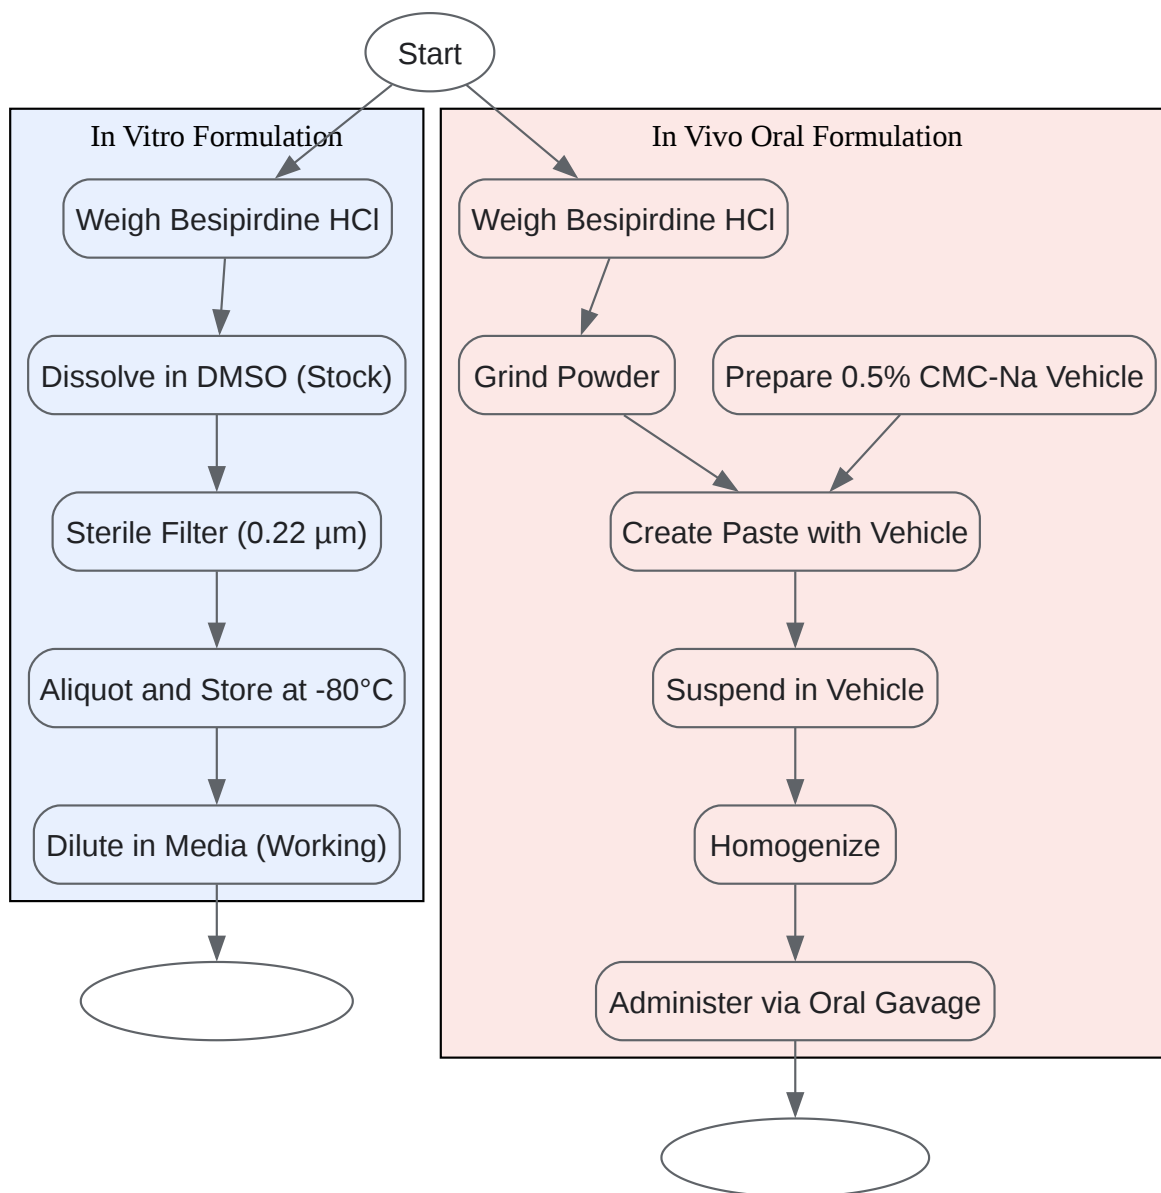 Start
In Vitro Formulation
Weigh Besipirdine HCl
Dissolve in DMSO (Stock)
Sterile Filter (0.22 µm)
Aliquot and Store at -80°C
Dilute in Media (Working)
In Vivo Oral Formulation
Weigh Besipirdine HCl
Grind Powder
Prepare 0.5% CMC-Na Vehicle
Create Paste with Vehicle
Suspend in Vehicle
Homogenize
Administer via Oral Gavage